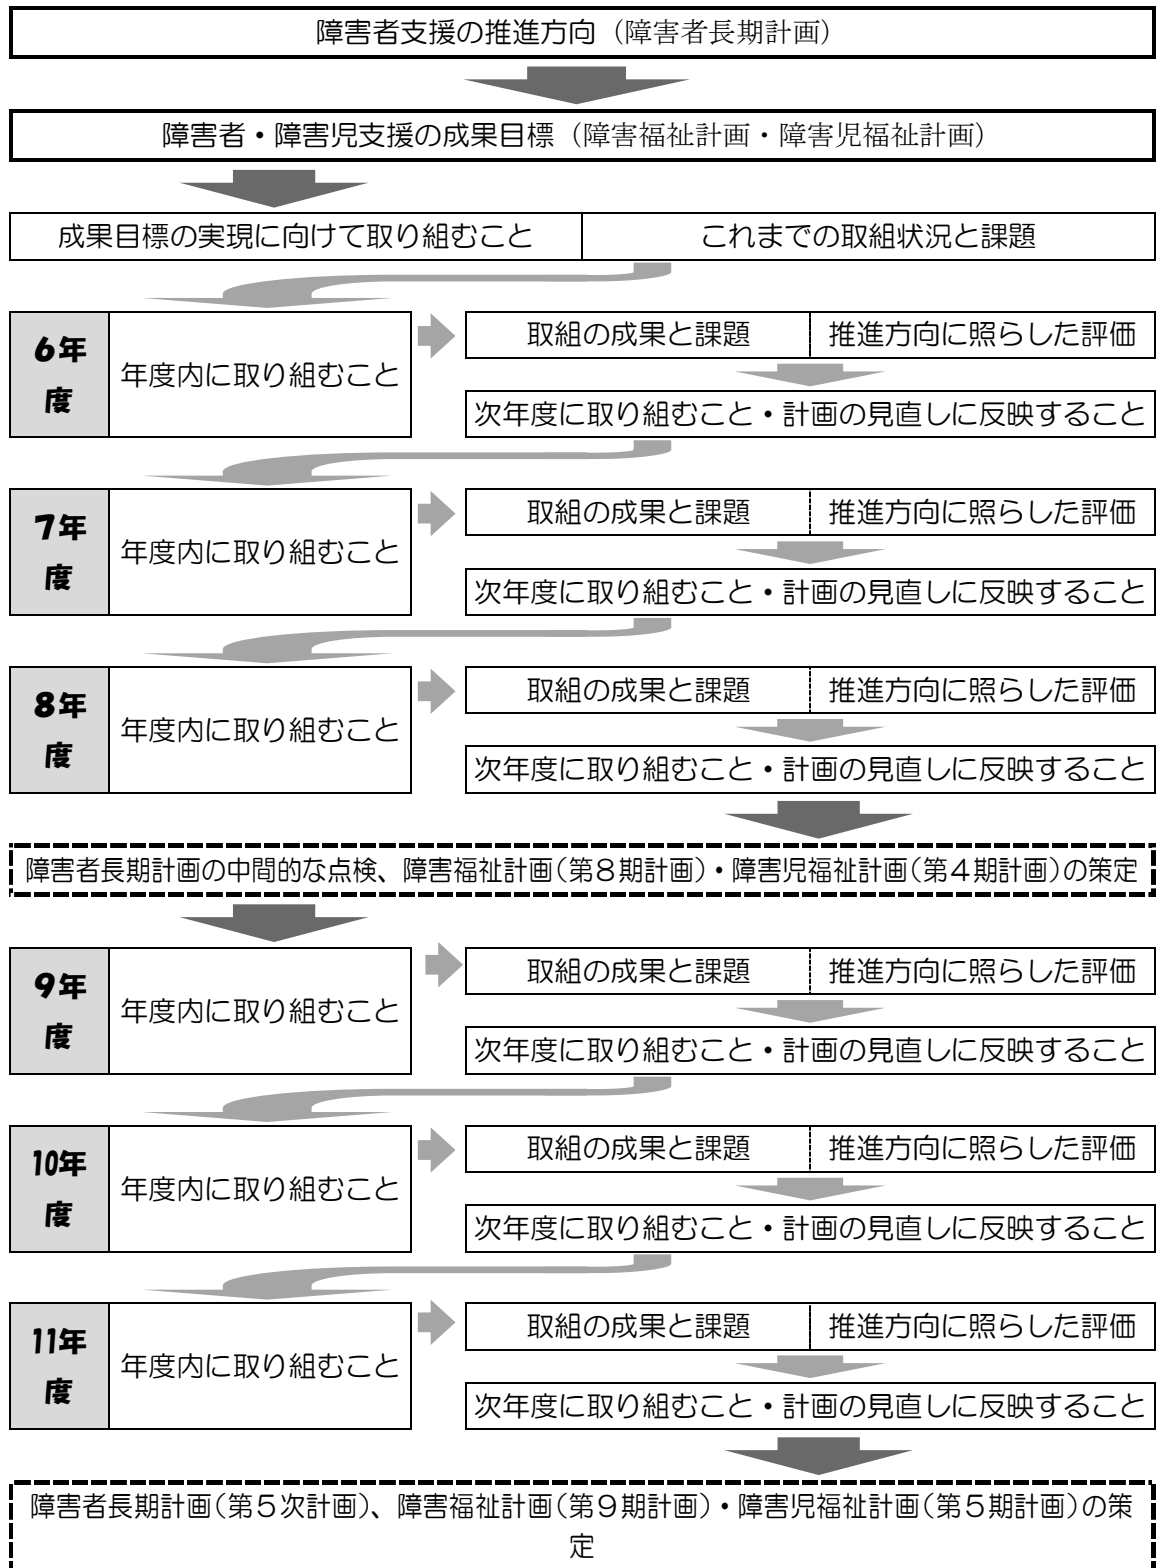 障害者支援の推進方向（障害者長期計画）
障害者・障害児支援の成果目標（障害福祉計画・障害児福祉計画）
成果目標の実現に向けて取り組むこと
これまでの取組状況と課題
6年度
年度内に取り組むこと
取組の成果と課題
推進方向に照らした評価
次年度に取り組むこと・計画の見直しに反映すること
7年度
年度内に取り組むこと
取組の成果と課題
推進方向に照らした評価
次年度に取り組むこと・計画の見直しに反映すること
8年度
年度内に取り組むこと
取組の成果と課題
推進方向に照らした評価
次年度に取り組むこと・計画の見直しに反映すること
障害者長期計画の中間的な点検、障害福祉計画(第８期計画)・障害児福祉計画(第４期計画)の策定
9年度
年度内に取り組むこと
取組の成果と課題
推進方向に照らした評価
次年度に取り組むこと・計画の見直しに反映すること
10年度
年度内に取り組むこと
取組の成果と課題
推進方向に照らした評価
次年度に取り組むこと・計画の見直しに反映すること
11年度
年度内に取り組むこと
取組の成果と課題
推進方向に照らした評価
次年度に取り組むこと・計画の見直しに反映すること
障害者長期計画(第５次計画)、障害福祉計画(第９期計画)・障害児福祉計画(第５期計画)の策
定